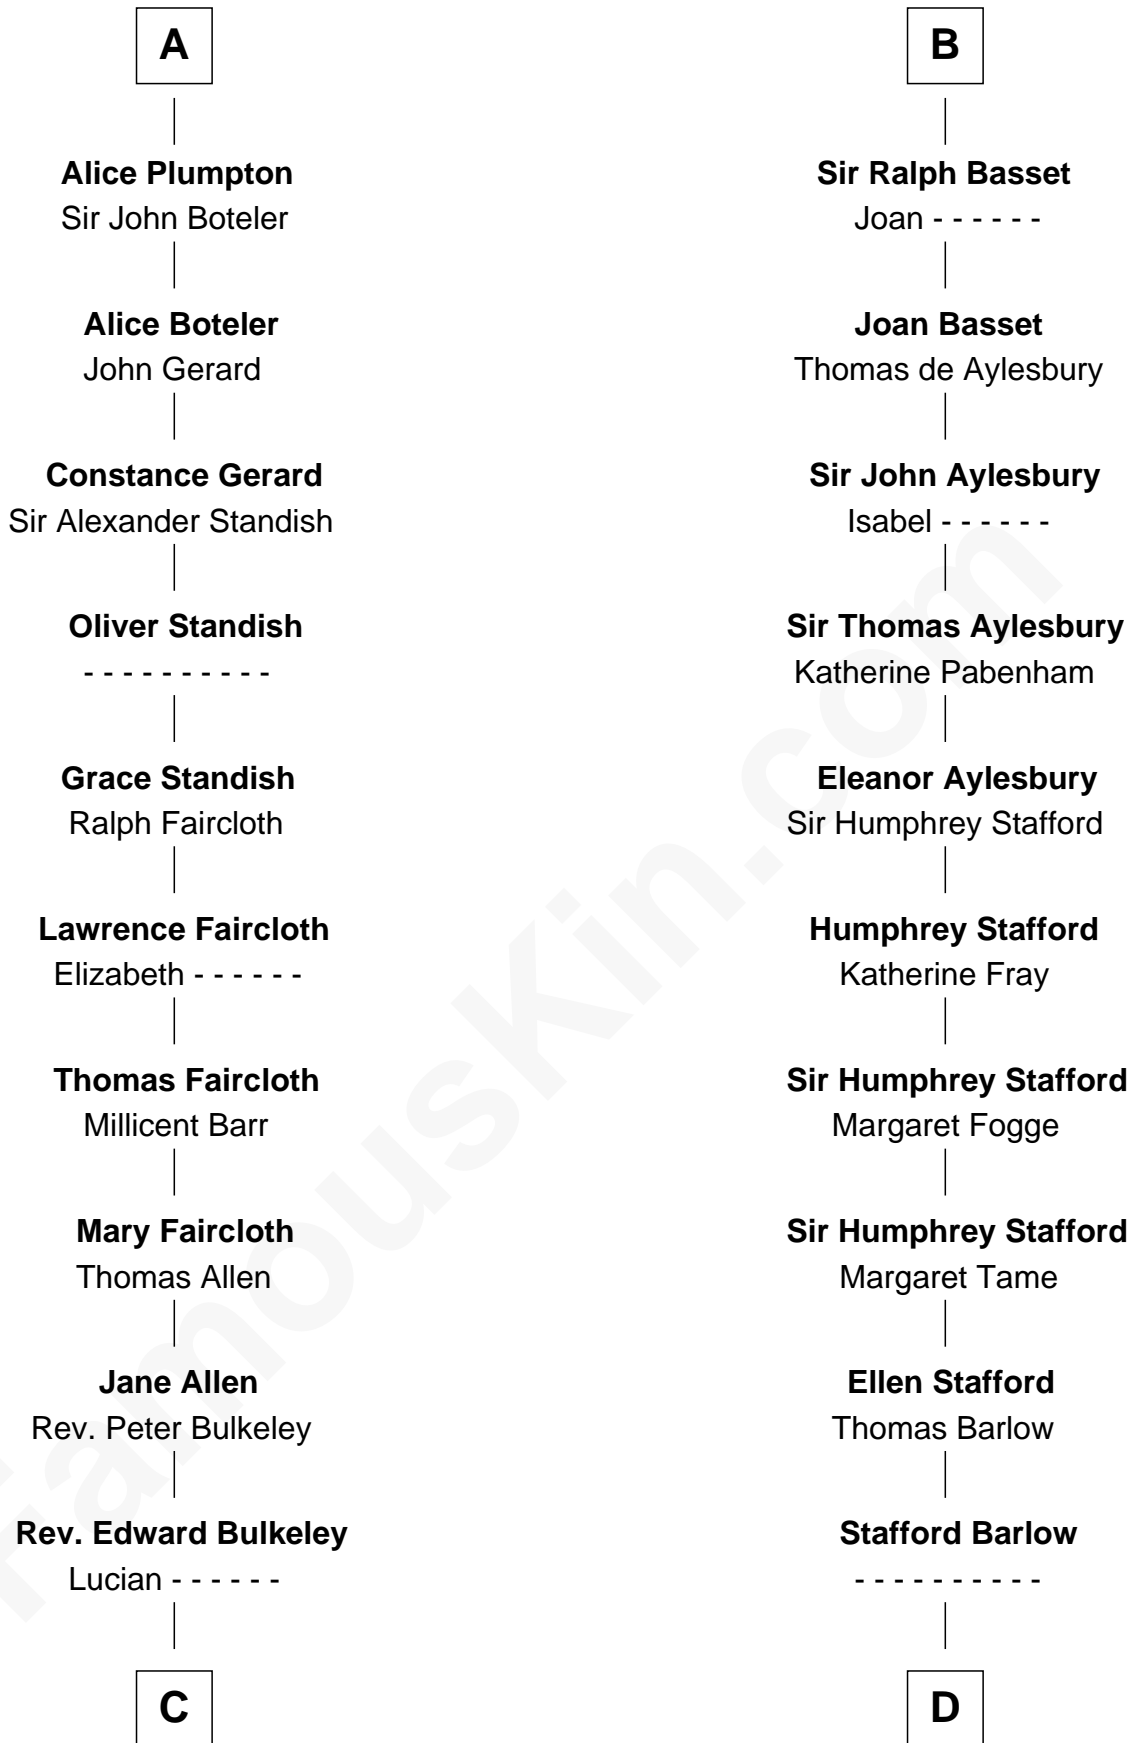 A
Alice Plumpton
Sir John Boteler
Alice Boteler
John Gerard
Constance Gerard
Sir Alexander Standish
Oliver Standish
- - - - - - - - - -
Grace Standish
Ralph Faircloth
Lawrence Faircloth
Elizabeth - - - - - -
Thomas Faircloth
Millicent Barr
Mary Faircloth
Thomas Allen
Jane Allen
Rev. Peter Bulkeley
Rev. Edward Bulkeley
Lucian - - - - - -
C
B
Sir Ralph Basset
Joan - - - - - -
Joan Basset
Thomas de Aylesbury
Sir John Aylesbury
Isabel - - - - - -
Sir Thomas Aylesbury
Katherine Pabenham
Eleanor Aylesbury
Sir Humphrey Stafford
Humphrey Stafford
Katherine Fray
Sir Humphrey Stafford
Margaret Fogge
Sir Humphrey Stafford
Margaret Tame
Ellen Stafford
Thomas Barlow
Stafford Barlow
- - - - - - - - - -
D
FamousKin.com